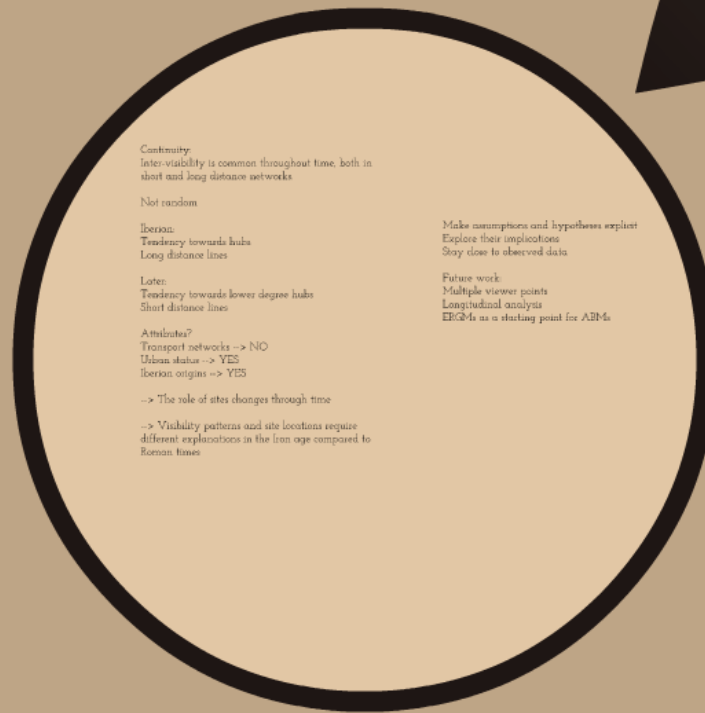 Continuity:
Inter-visibility is common throughout time, both in
short and long distance networks
Not random
Iberian:
Tendency towards hubs
Long distance lines
Later:
Tendency towards lower degree hubs
Short distance lines
Attributes?
Transport networks --> NO
Urban status --> YES
Iberian origins --> YES
--> The role of sites changes through time
--> Visibility patterns and site locations require
different explanations in the Iron age compared to
Roman times
Make assumptions and hypotheses explicit
Explore their implications
Stay close to observed data
Future work:
Multiple viewer points
Longitudinal analysis
ERGMs as a starting point for ABMs